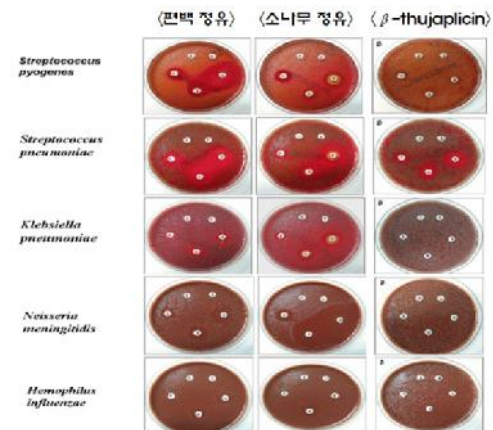 〈편백 정유〉 〈소나무 정유〉 〈β-thujaplicin〉
Streptococcus
pyogenes
Streptococcus
pneumoniae
Klebsiella
pneumoniae
Neisseria
meningitidis
Hemophilus
influenzae